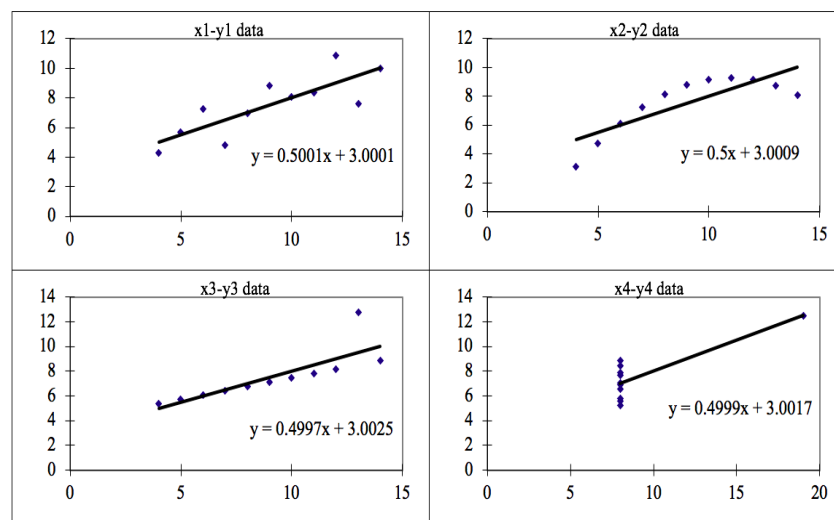 x1-y1 data
12
10
8
6
4
2
0
0 5 10 15
y = 0.5001x + 3.0001
x2-y2 data
12
10
8
6
4
2
0
0 5 10 15
y = 0.5x + 3.0009
x3-y3 data
14
12
10
8
6
4
2
0
0 5 10 15
y = 0.4997x + 3.0025
x4-y4 data
14
12
10
8
6
4
2
0
0 5 10 15 20
y = 0.4999x + 3.0017